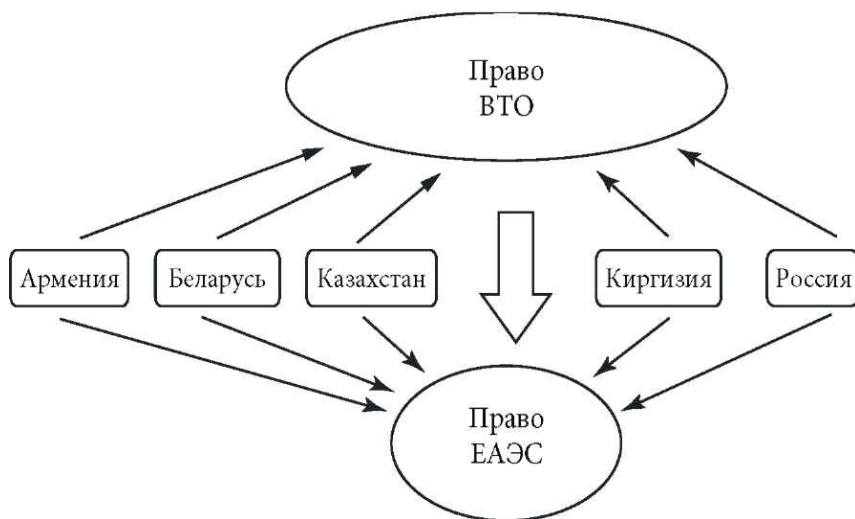 Право
ВТО
Армения
Беларусь
Казахстан
Киргизия
Россия
Право
ЕАЭС